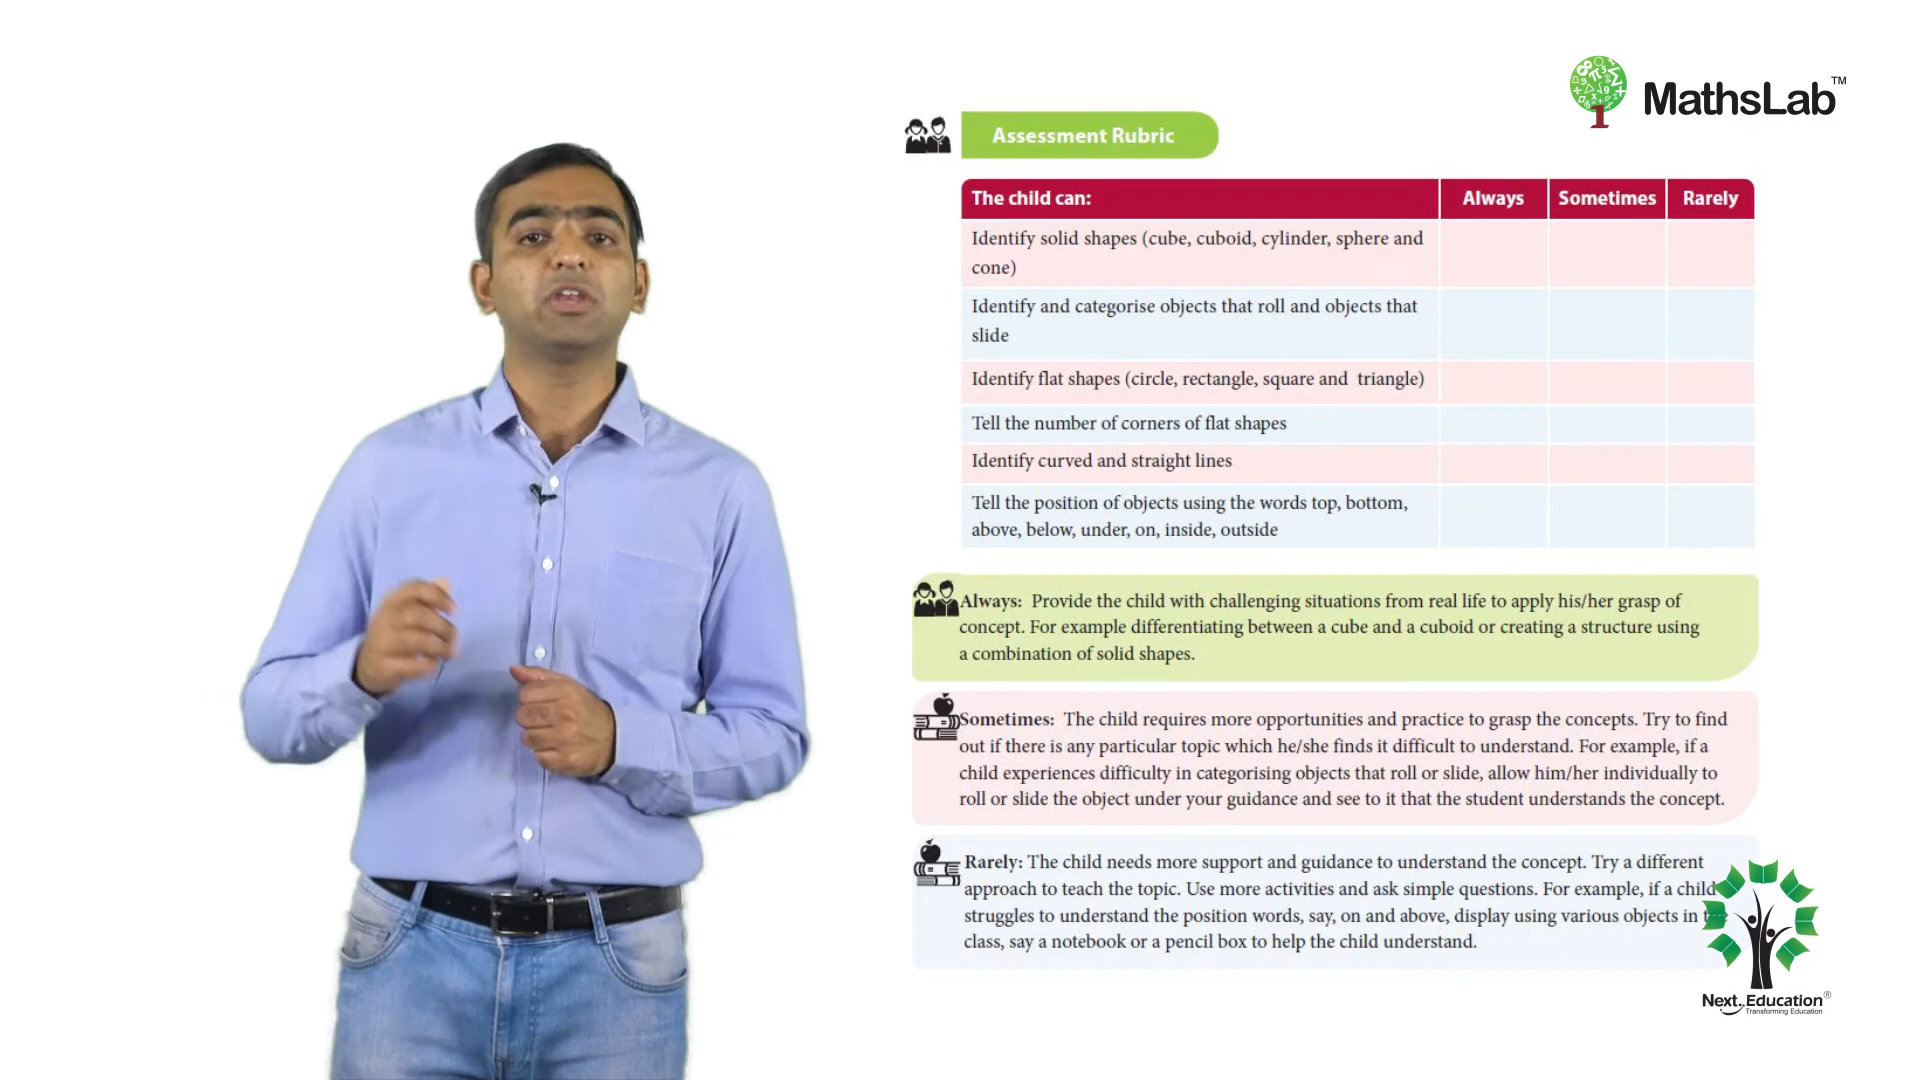 MathsLab™
Assessment Rubric
The child can:
Always
Sometimes
Rarely
Identify solid shapes (cube, cuboid, cylinder, sphere and
cone)
Identify and categorise objects that roll and objects that
slide
Identify flat shapes (circle, rectangle, square and triangle)
Tell the number of corners of flat shapes
Identify curved and straight lines
Tell the position of objects using the words top, bottom,
above, below, under, on, inside, outside
Always: Provide the child with challenging situations from real life to apply his/her grasp of
concept. For example differentiating between a cube and a cuboid or creating a structure using
a combination of solid shapes.
Sometimes: The child requires more opportunities and practice to grasp the concepts. Try to find
out if there is any particular topic which he/she finds it difficult to understand. For example, if a
child experiences difficulty in categorising objects that roll or slide, allow him/her individually to
roll or slide the object under your guidance and see to it that the student understands the concept.
Rarely: The child needs more support and guidance to understand the concept. Try a different
approach to teach the topic. Use more activities and ask simple questions. For example, if a child
struggles to understand the position words, say, on and above, display using various objects in
class, say a notebook or a pencil box to help the child understand.
Next Education®
Transforming Education